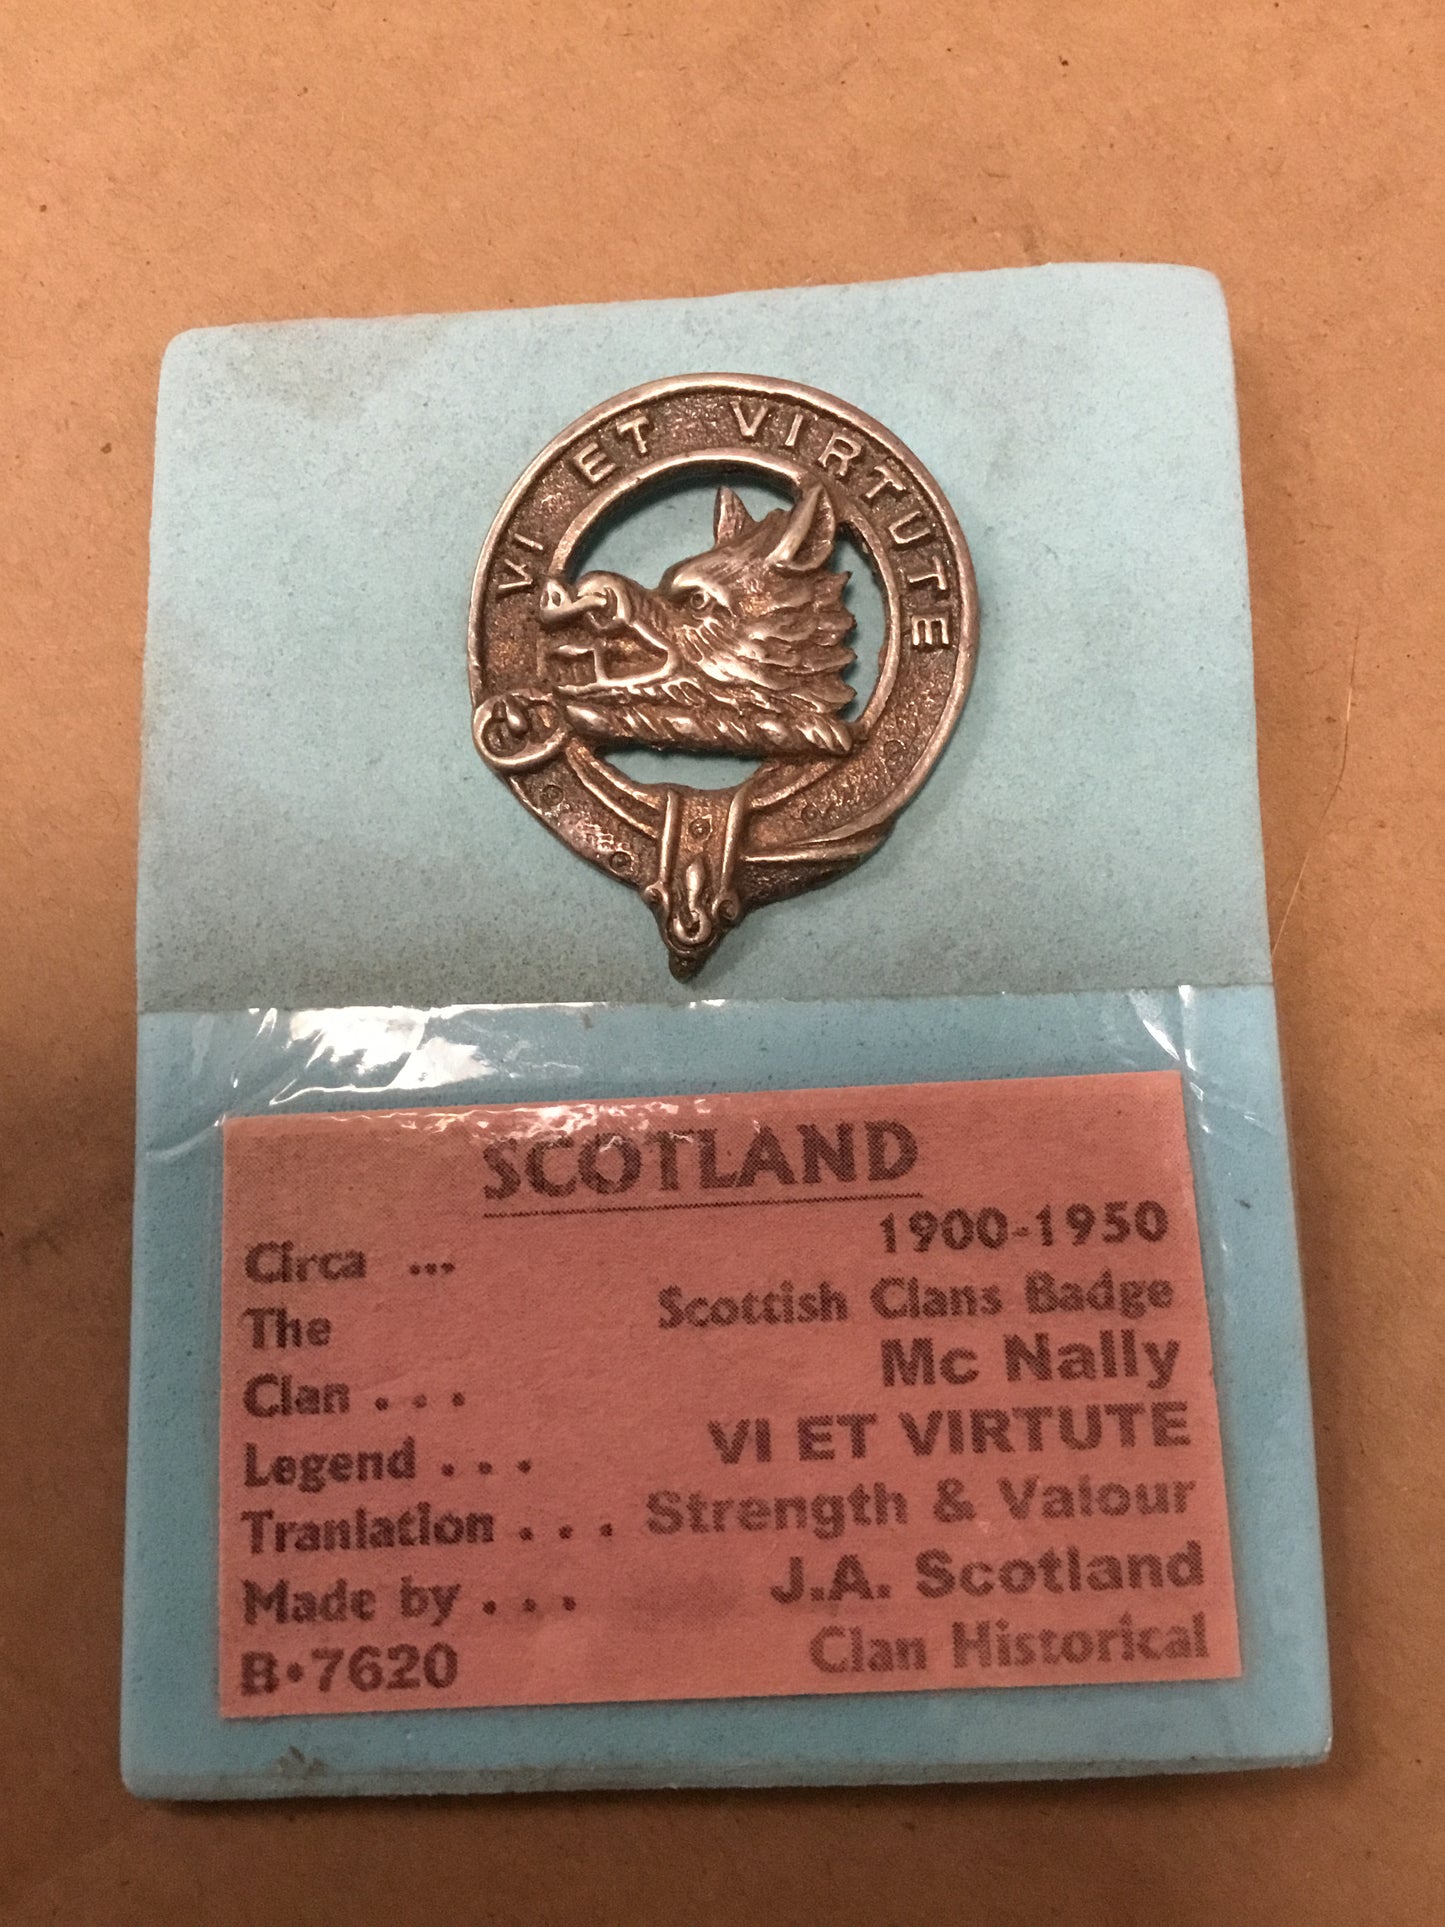 VI ET VIRTUTE
SCOTLAND
Circa ... 1900-1950
The Scottish Clans Badge
Clan . . . Mc Nally
Legend . . . VI ET VIRTUTE
Tranlation . . . Strength & Valour
Made by . . . J.A. Scotland
B•7620 Clan Historical